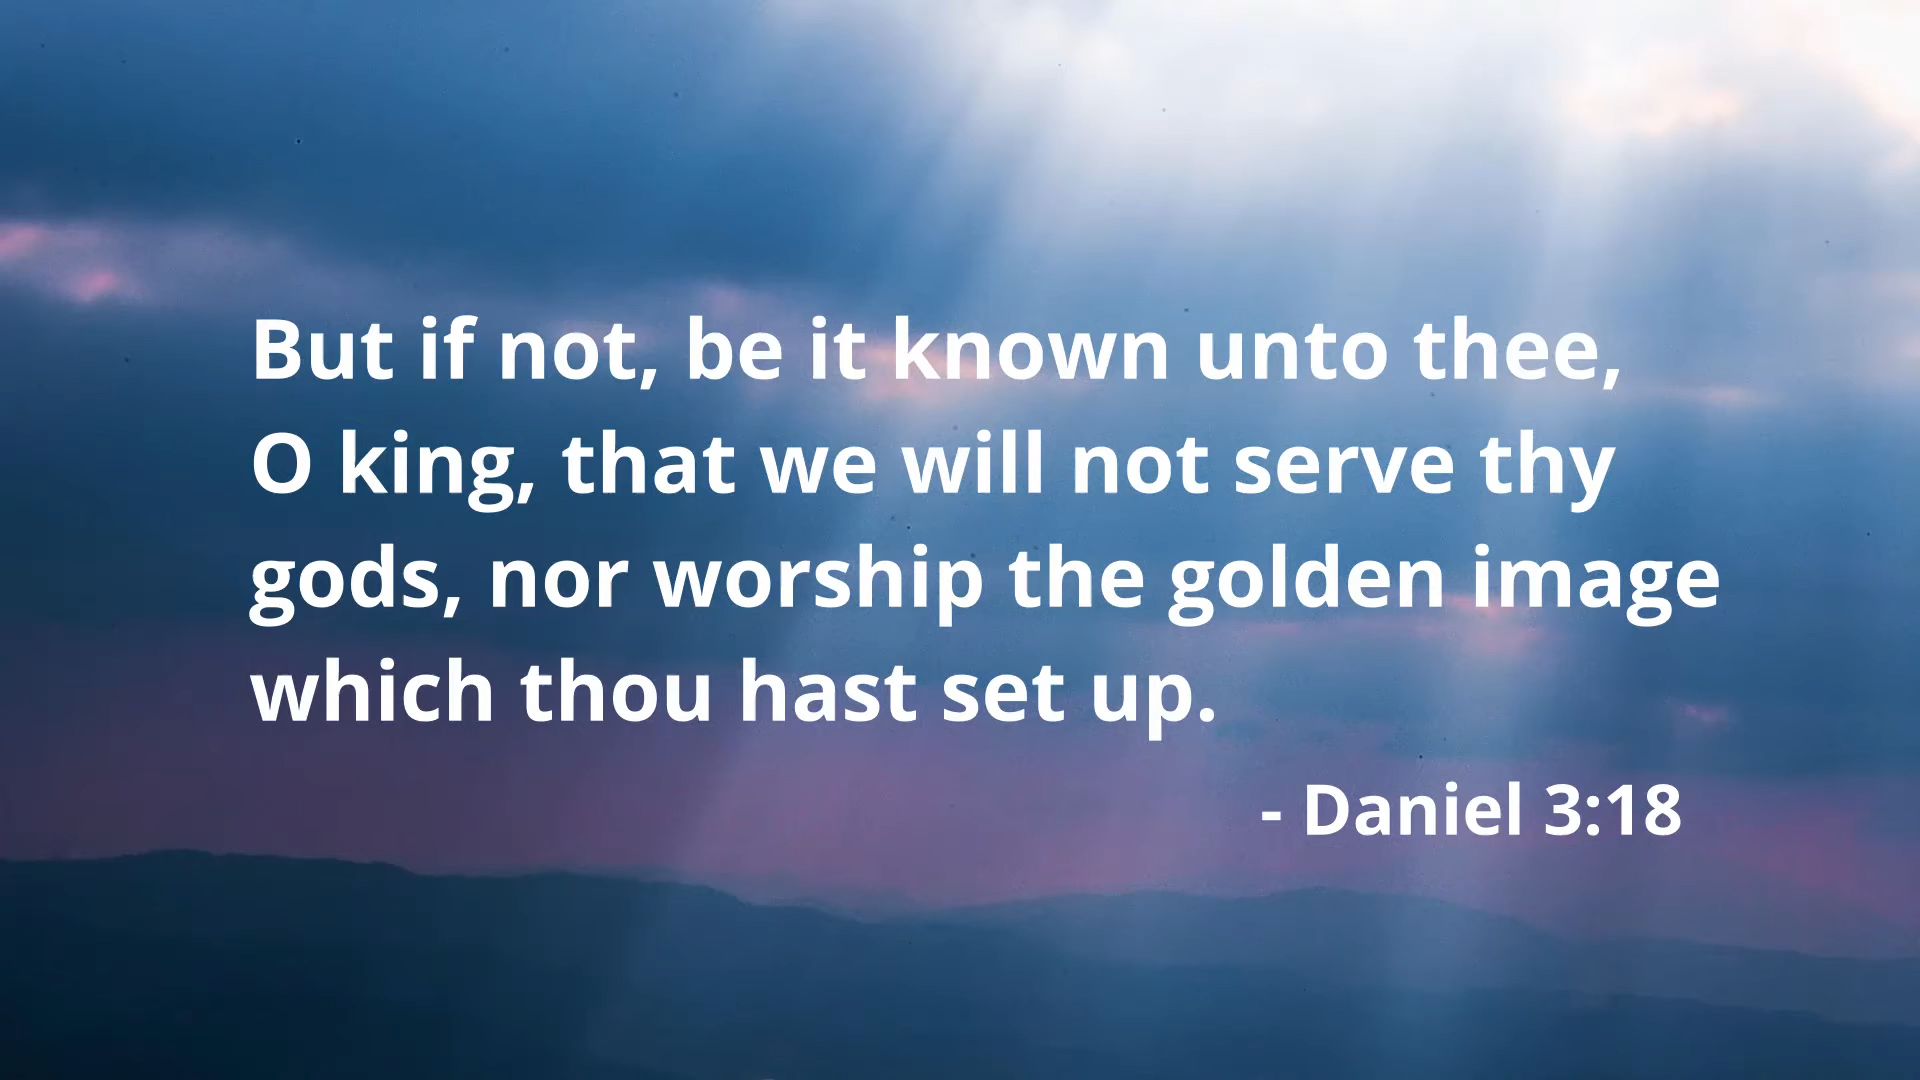 But if not, be it known unto thee,
O king, that we will not serve thy
gods, nor worship the golden image
which thou hast set up.
- Daniel 3:18